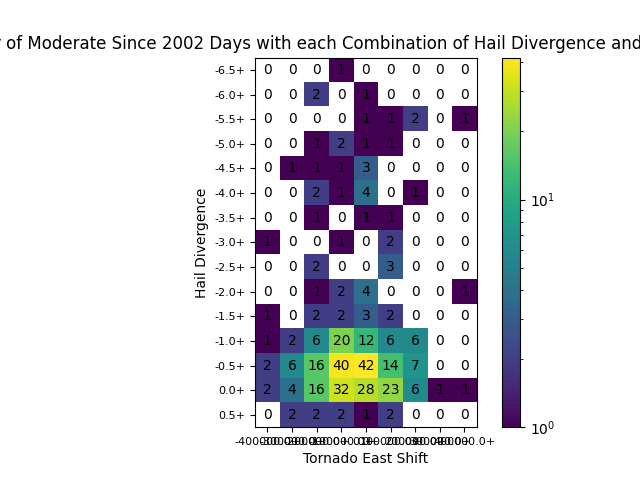 of Moderate Since 2002 Days with each Combination of Hail Divergence and
-6.5+ 0 0 0 1 0 0 0 0 0
-6.0+ 0 0 2 0 1 0 0 0 0
-5.5+ 0 0 0 0 1 1 2 0 1
-5.0+ 0 0 1 2 1 1 0 0 0
-4.5+ 0 1 1 1 3 0 0 0 0
-4.0+ 0 0 2 1 4 0 1 0 0
-3.5+ 0 0 1 0 1 1 0 0 0
-3.0+ 1 0 0 1 0 2 0 0 0
-2.5+ 0 0 2 0 0 3 0 0 0
-2.0+ 0 0 1 2 4 0 0 0 1
-1.5+ 1 0 2 2 3 2 0 0 0
-1.0+ 1 2 6 20 12 6 6 0 0
-0.5+ 2 6 16 40 42 14 7 0 0
0.0+ 2 4 16 32 28 23 6 1 1
0.5+ 0 2 2 2 1 2 0 0 0
Hail Divergence
Tornado East Shift
10¹
10⁰